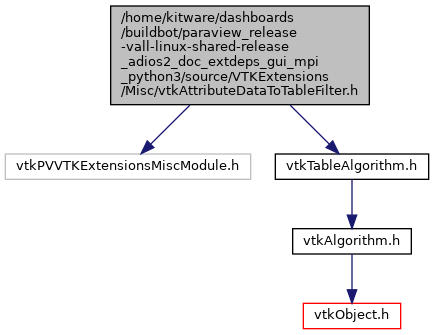 /home/kitware/dashboards
/buildbot/paraview_release
-vall-linux-shared-release
_adios2_doc_extdeps_gui_mpi
_python3/source/VTKExtensions
/Misc/vtkAttributeDataToTableFilter.h
vtkPVVTKExtensionsMiscModule.h
vtkTableAlgorithm.h
vtkAlgorithm.h
vtkObject.h